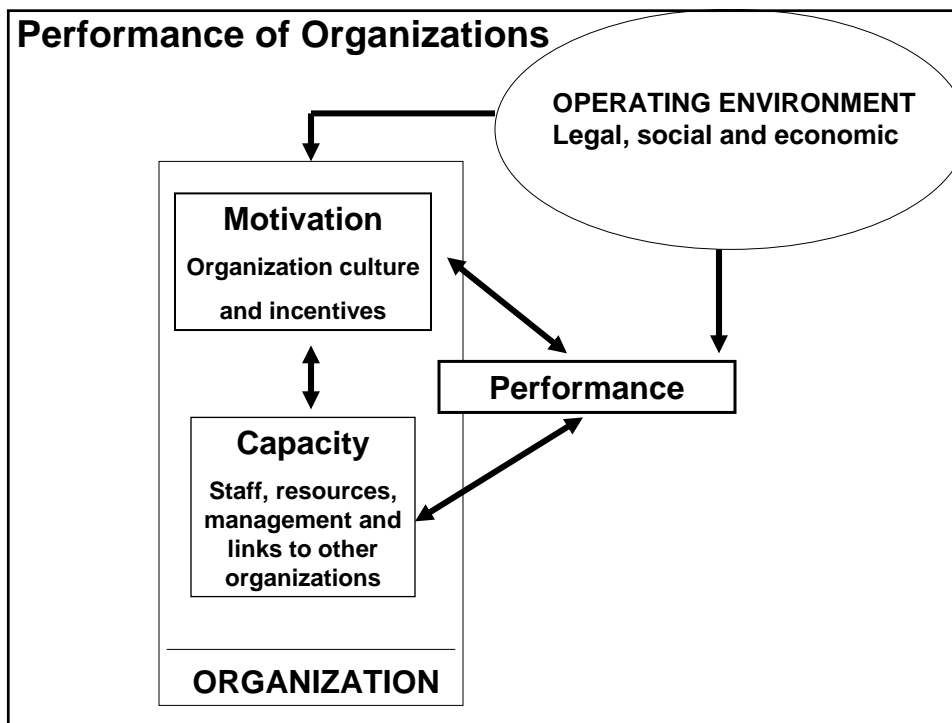 Performance of Organizations
OPERATING ENVIRONMENT
Legal, social and economic
Motivation
Organization culture
and incentives
Performance
Capacity
Staff, resources,
management and
links to other
organizations
ORGANIZATION